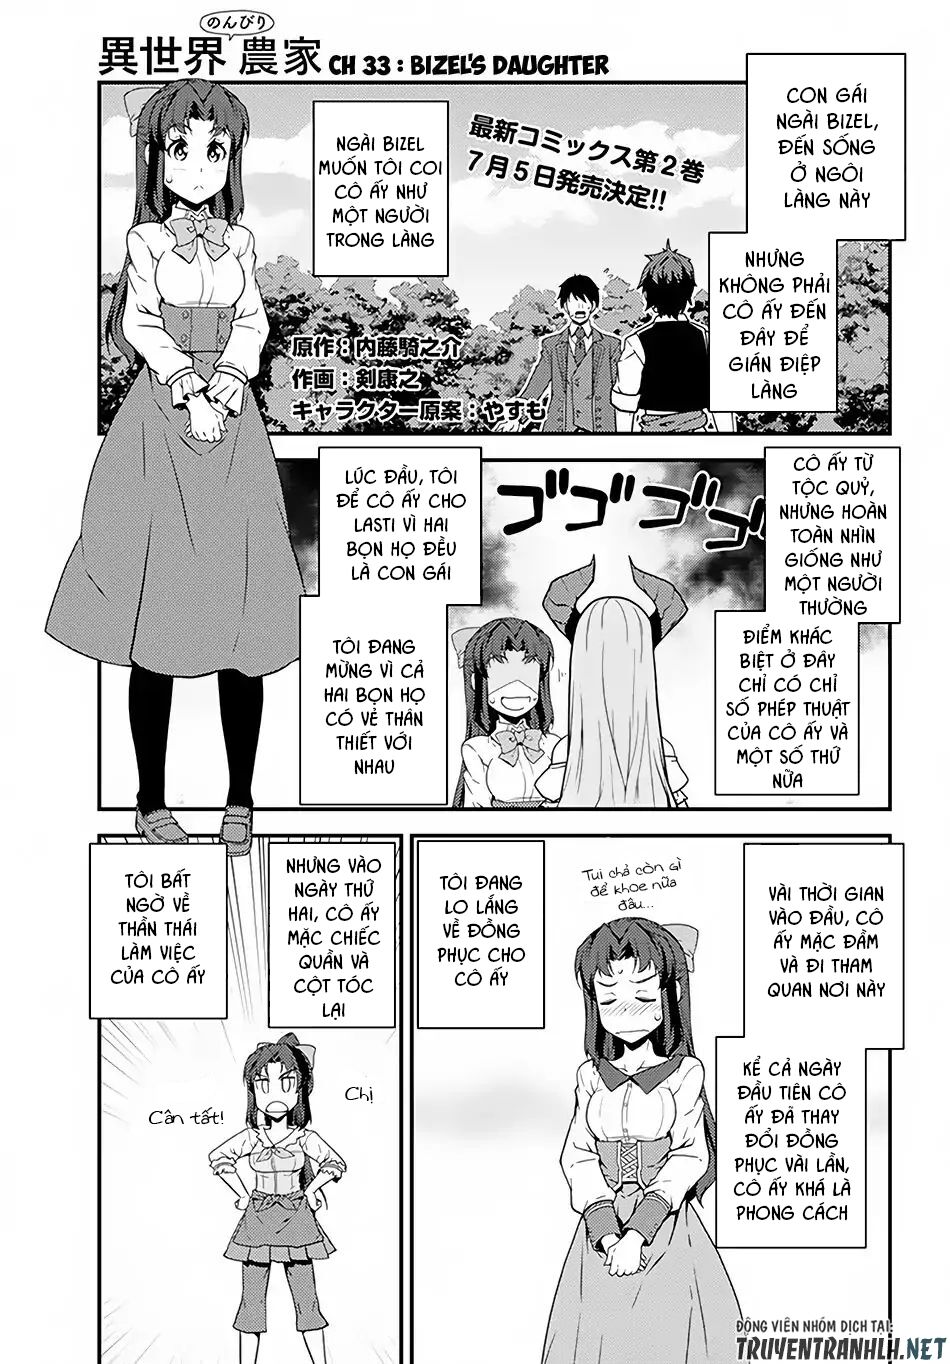 のんびり
異世界 農家 CH 33 : BIZEL'S DAUGHTER
CON GÁI
NGÀI BIZEL,
ĐẾN SỐNG
Ở NGÔI
LÀNG NÀY
最新コミックス第2巻
7月5日発売決定!!
NHƯNG
KHÔNG PHẢI
CÔ ẤY ĐẾN
ĐÂY ĐỂ
GIÁN ĐIỆP
LÀNG
NGÀI BIZEL
MUỐN TÔI COI
CÔ ẤY NHƯ
MỘT NGƯỜI
TRONG LÀNG
原作：内藤騎之介
作画：剣康之
キャラクター原案：やすも
CÔ ẤY TỪ
TỘC QUỶ,
NHƯNG HOÀN
TOÀN NHÌN
GIỐNG NHƯ
MỘT NGƯỜI
THƯỜNG
ĐIỂM KHÁC
BIỆT Ở ĐÂY
CHỈ CÓ CHỈ
SỐ PHÉP THUẬT
CỦA CÔ ẤY VÀ
MỘT SỐ THỨ
NỮA
ゴゴゴゴ
LÚC ĐẦU, TÔI
ĐỂ CÔ ẤY CHO
LASTI VÌ HAI
BỌN HỌ ĐỀU
LÀ CON GÁI
TÔI ĐANG
MỪNG VÌ CẢ
HAI BỌN HỌ
CÓ VẺ THÂN
THIẾT VỚI
NHAU
VÀI THỜI GIAN
VÀO ĐẦU, CÔ
ẤY MẶC ĐẦM
VÀ ĐI THAM
QUAN NƠI NÀY
KỂ CẢ NGÀY
ĐẦU TIÊN CÔ
ẤY ĐÃ THAY
ĐỔI ĐỒNG
PHỤC VÀI LẦN,
CÔ ẤY KHÁ LÀ
PHONG CÁCH
Tui chả còn gì
để khoe nữa
đâu...
TÔI ĐANG
LO LẮNG
VỀ ĐỒNG
PHỤC CHO
CÔ ẤY
NHƯNG VÀO
NGÀY THỨ
HAI, CÔ ẤY
MẶC CHIẾC
QUẦN VÀ
CỘT TÓC
LẠI
TÔI BẤT
NGỜ VỀ
THẦN THÁI
LÀM VIỆC
CỦA CÔ ẤY
Chị
Cân tất!
ĐỘNG VIÊN NHÓM DỊCH TẠI:
TRUYENTRANHLH.NET